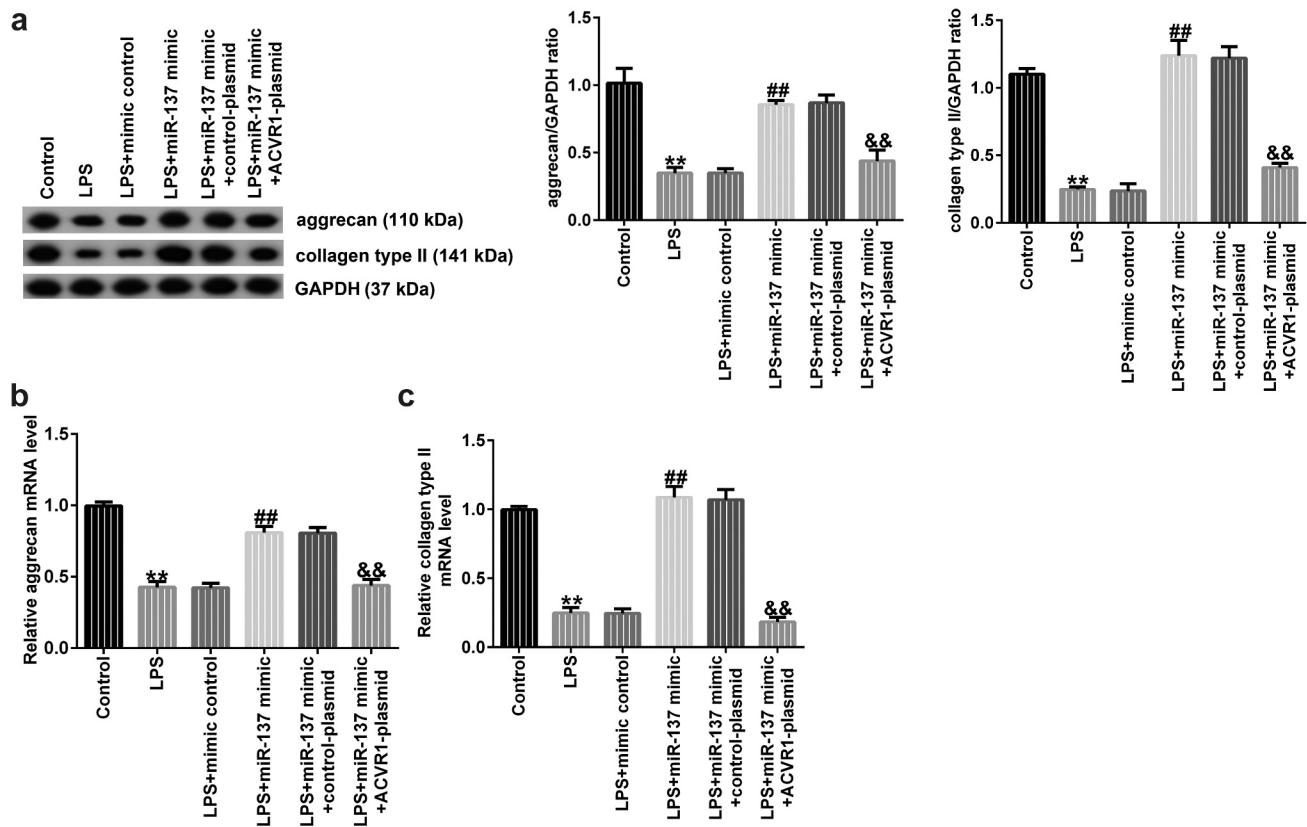 a
Control
LPS
LPS+mimic control
LPS+miR-137 mimic
LPS+miR-137 mimic
+control-plasmid
LPS+miR-137 mimic
+ACVR1-plasmid
aggrecan (110 kDa)
collagen type II (141 kDa)
GAPDH (37 kDa)
aggrecan/GAPDH ratio
1.5
1.0
0.5
0.0
**
##
&&
Control
LPS
LPS+mimic control
LPS+miR-137 mimic
LPS+miR-137 mimic
+control-plasmid
LPS+miR-137 mimic
+ACVR1-plasmid
collagen type II/GAPDH ratio
1.5
1.0
0.5
0.0
**
##
&&
Control
LPS
LPS+mimic control
LPS+miR-137 mimic
LPS+miR-137 mimic
+control-plasmid
LPS+miR-137 mimic
+ACVR1-plasmid
b
Relative aggrecan mRNA level
1.5
1.0
0.5
0.0
**
##
&&
Control
LPS
LPS+mimic control
LPS+miR-137 mimic
LPS+miR-137 mimic
+control-plasmid
LPS+miR-137 mimic
+ACVR1-plasmid
c
Relative collagen type II
mRNA level
1.5
1.0
0.5
0.0
**
##
&&
Control
LPS
LPS+mimic control
LPS+miR-137 mimic
LPS+miR-137 mimic
+control-plasmid
LPS+miR-137 mimic
+ACVR1-plasmid